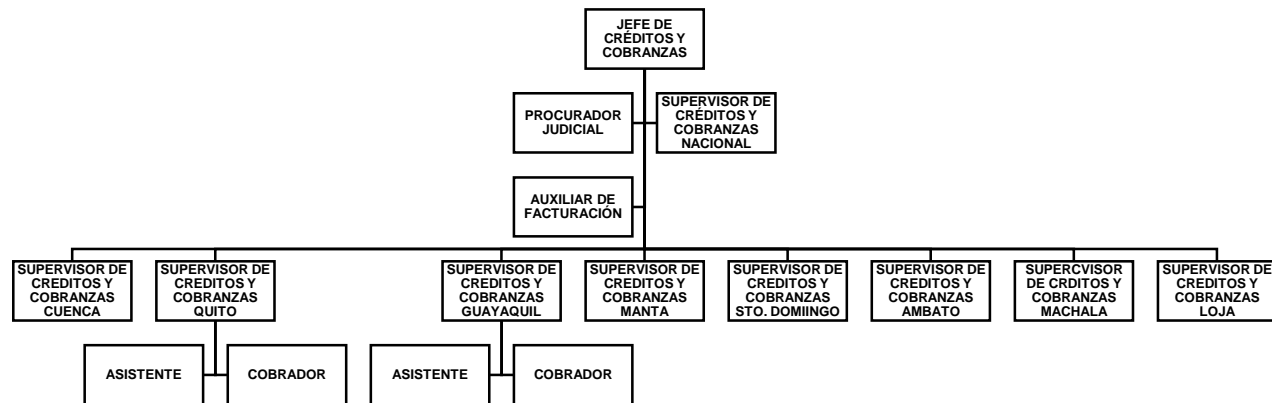 JEFE DE
CRÉDITOS Y
COBRANZAS
PROCURADOR
JUDICIAL
SUPERVISOR DE
CRÉDITOS Y
COBRANZAS
NACIONAL
AUXILIAR DE
FACTURACIÓN
SUPERVISOR DE
CREDITOS Y
COBRANZAS
CUENCA
SUPERVISOR DE
CREDITOS Y
COBRANZAS
QUITO
SUPERVISOR DE
CREDITOS Y
COBRANZAS
GUAYAQUIL
SUPERVISOR DE
CREDITOS Y
COBRANZAS
MANTA
SUPERVISOR DE
CREDITOS Y
COBRANZAS
STO. DOMIINGO
SUPERVISOR DE
CREDITOS Y
COBRANZAS
AMBATO
SUPERCVISOR
DE CRDITOS Y
COBRANZAS
MACHALA
SUPERVISOR DE
CREDITOS Y
COBRANZAS
LOJA
ASISTENTE
COBRADOR
ASISTENTE
COBRADOR